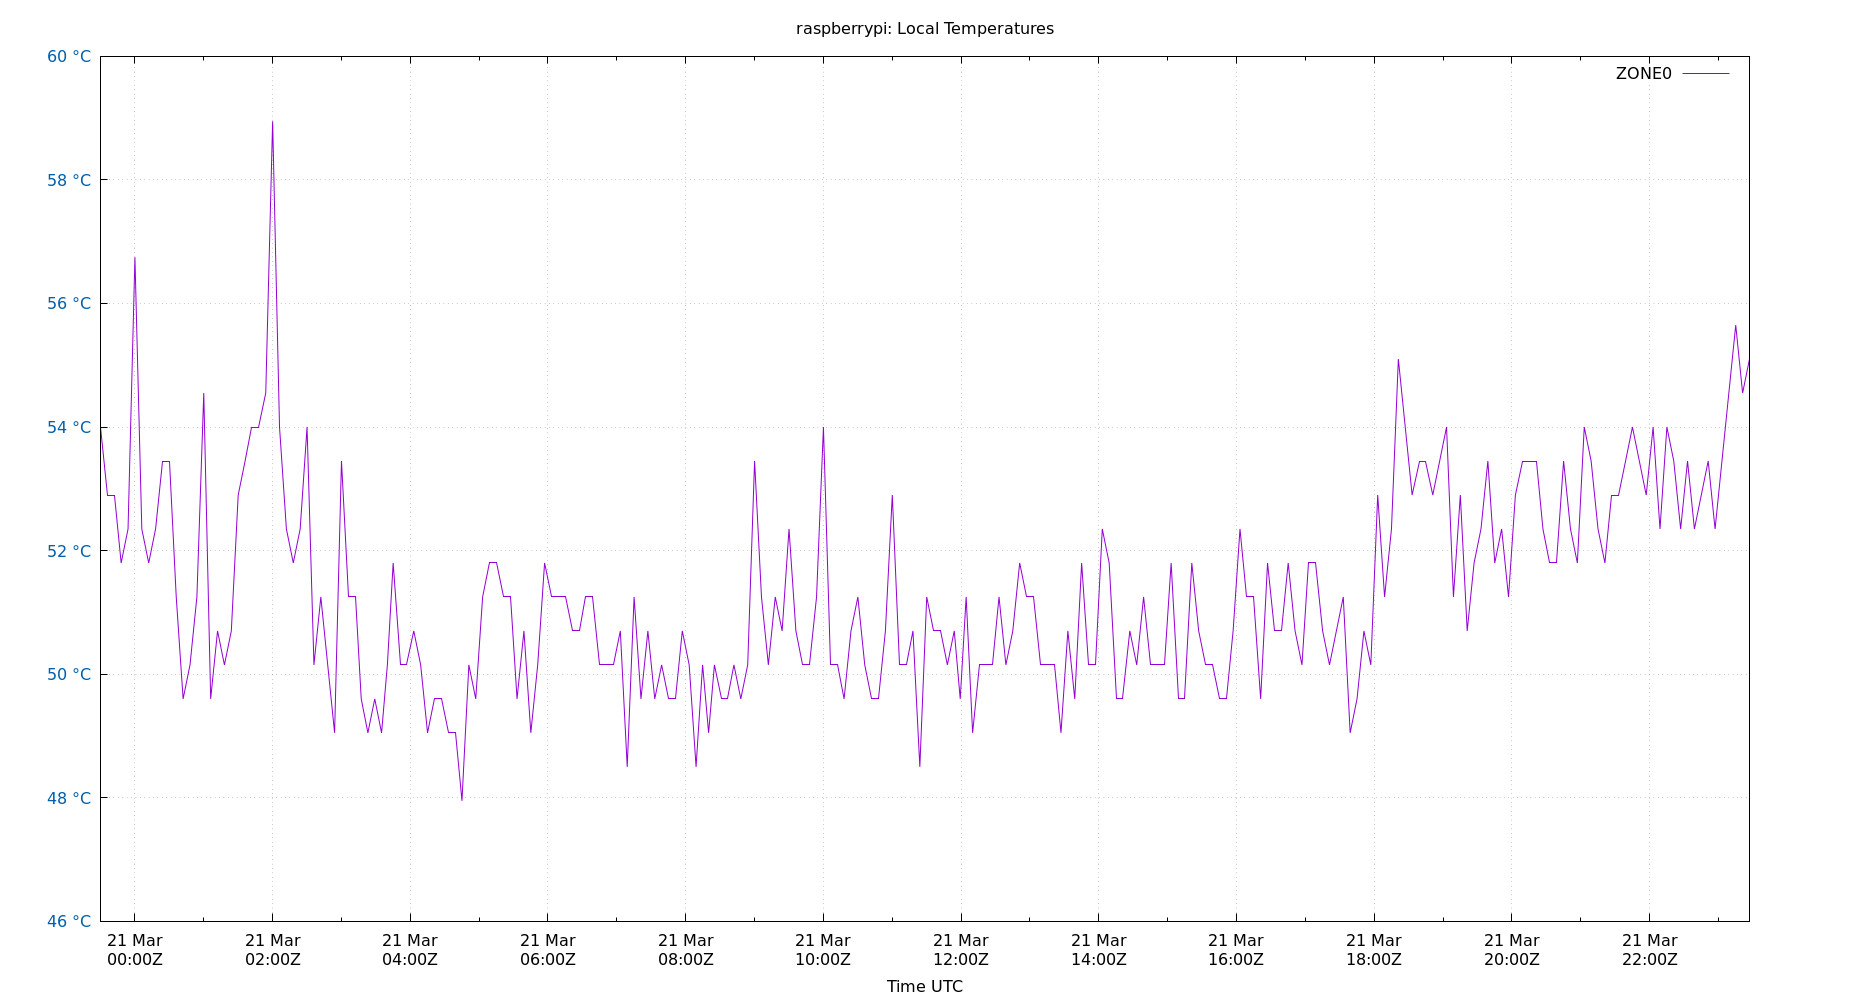 raspberrypi: Local Temperatures
60 °C
ZONE0
58 °C
56 °C
54 °C
52 °C
50 °C
48 °C
46 °C
21 Mar 21 Mar 21 Mar 21 Mar 21 Mar 21 Mar 21 Mar 21 Mar 21 Mar 21 Mar 21 Mar 21 Mar
00:00Z 02:00Z 04:00Z 06:00Z 08:00Z 10:00Z 12:00Z 14:00Z 16:00Z 18:00Z 20:00Z 22:00Z
Time UTC